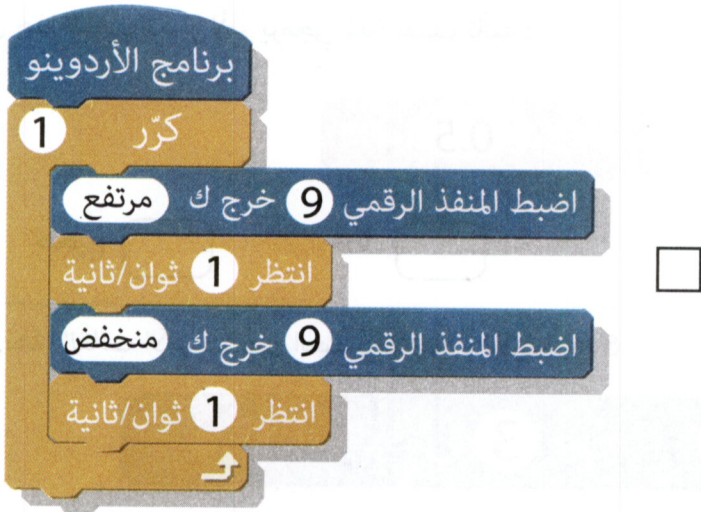 برنامج الأردوينو
كرّر 1
اضبط المنفذ الرقمي 9 خرج ك مرتفع
انتظر 1 ثوان/ثانية
اضبط المنفذ الرقمي 9 خرج ك منخفض
انتظر 1 ثوان/ثانية